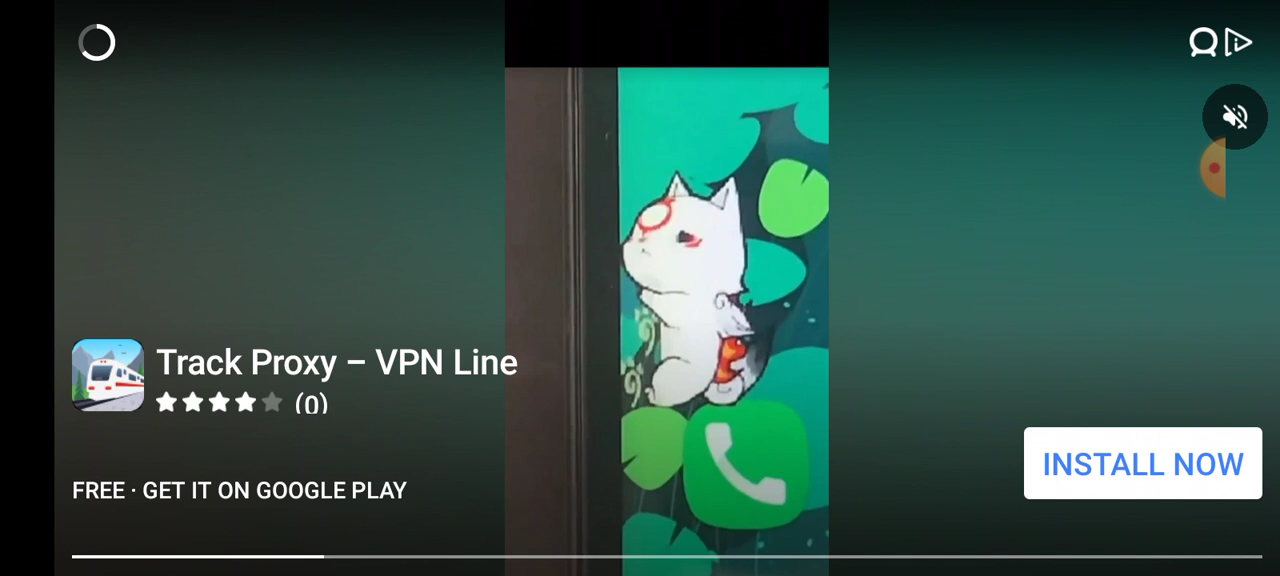 Track Proxy – VPN Line
(0)
FREE · GET IT ON GOOGLE PLAY
INSTALL NOW